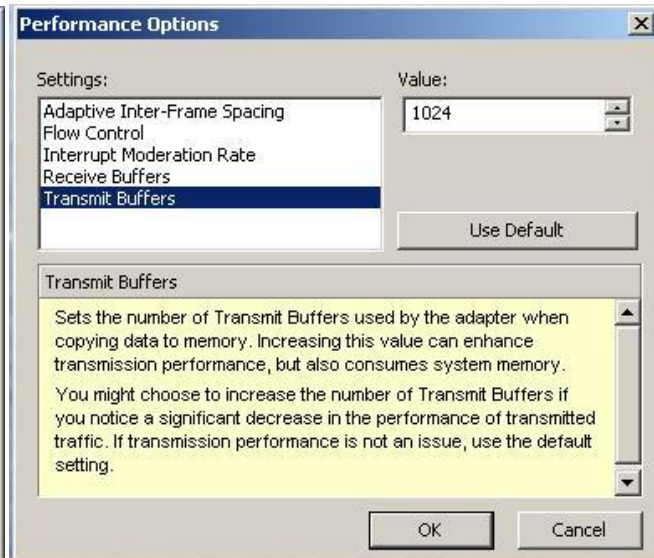 Performance Options
Settings:
Value:
Adaptive Inter-Frame Spacing
Flow Control
Interrupt Moderation Rate
Receive Buffers
Transmit Buffers
1024
Use Default
Transmit Buffers
Sets the number of Transmit Buffers used by the adapter when
copying data to memory. Increasing this value can enhance
transmission performance, but also consumes system memory.
You might choose to increase the number of Transmit Buffers if
you notice a significant decrease in the performance of transmitted
traffic. If transmission performance is not an issue, use the default
setting.
OK
Cancel